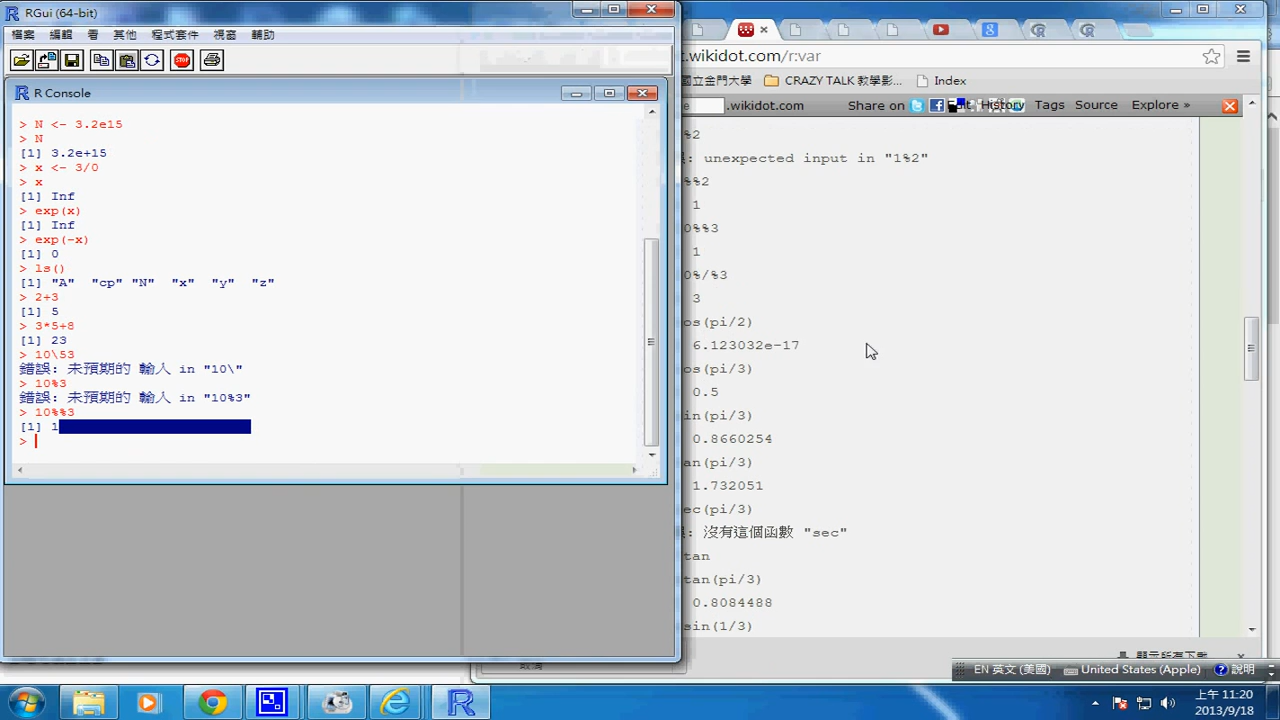 RGui (64-bit)
檔案 編輯 看 其他 程式套件 視窗 輔助
R Console
> N <- 3.2e15
> N
[1] 3.2e+15
> x <- 3/0
> x
[1] Inf
> exp(x)
[1] Inf
> exp(-x)
[1] 0
> ls()
[1] "A"  "cp" "N"  "x"  "y"  "z"
> 2+3
[1] 5
> 3*5+8
[1] 23
> 10\53
錯誤: 未預期的 輸入 in "10\"
> 10%3
錯誤: 未預期的 輸入 in "10%3"
> 10%%3
[1] 1
>
t.wikidot.com/r:var
國立金門大學 CRAZY TALK 教學影... Index
.wikidot.com Share on Edit History Tags Source Explore »
%2
: unexpected input in "1%2"
%%2
1
0%%3
1
0%/%3
3
os(pi/2)
6.123032e-17
os(pi/3)
0.5
in(pi/3)
0.8660254
an(pi/3)
1.732051
ec(pi/3)
: 沒有這個函數 "sec"
tan
tan(pi/3)
0.8084488
sin(1/3)
顯示所有下載
EN 英文 (美國) United States (Apple) 說明
上午 11:20
2013/9/18